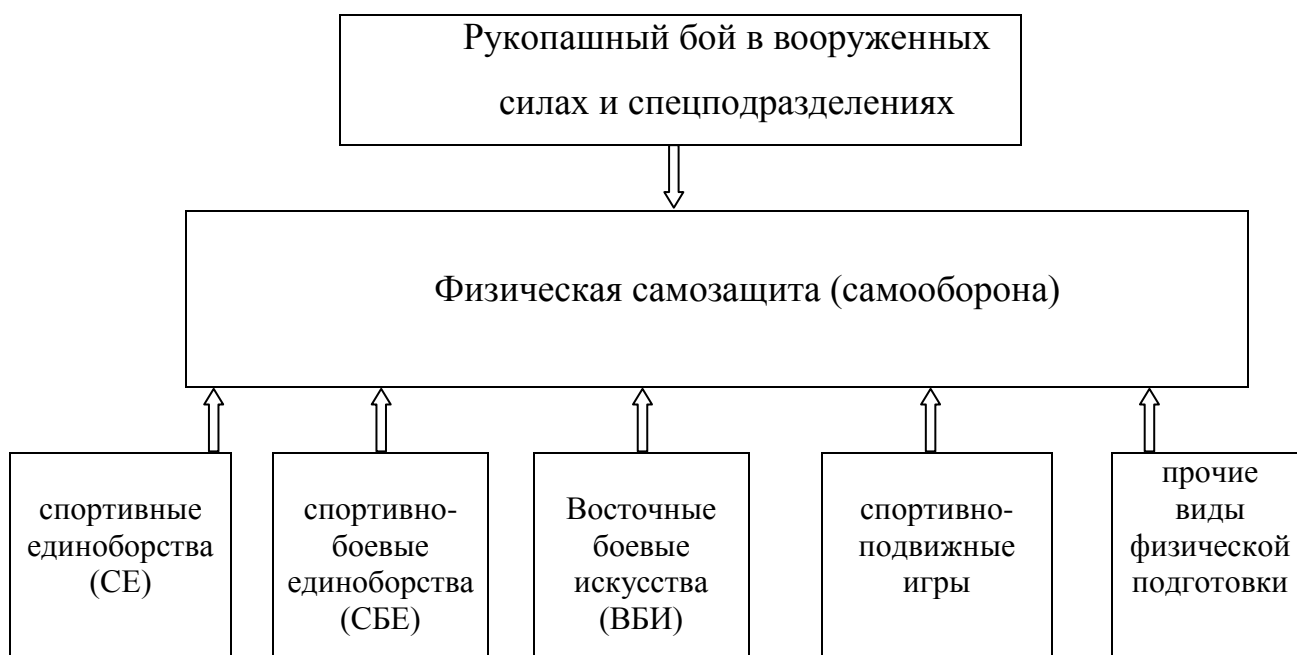 Рукопашный бой в вооруженных
силах и спецподразделениях
Физическая самозащита (самооборона)
спортивные
единоборства
(СЕ)
спортивно-
боевые
единоборства
(СБЕ)
Восточные
боевые
искусства
(ВБИ)
спортивно-
подвижные
игры
прочие
виды
физической
подготовки